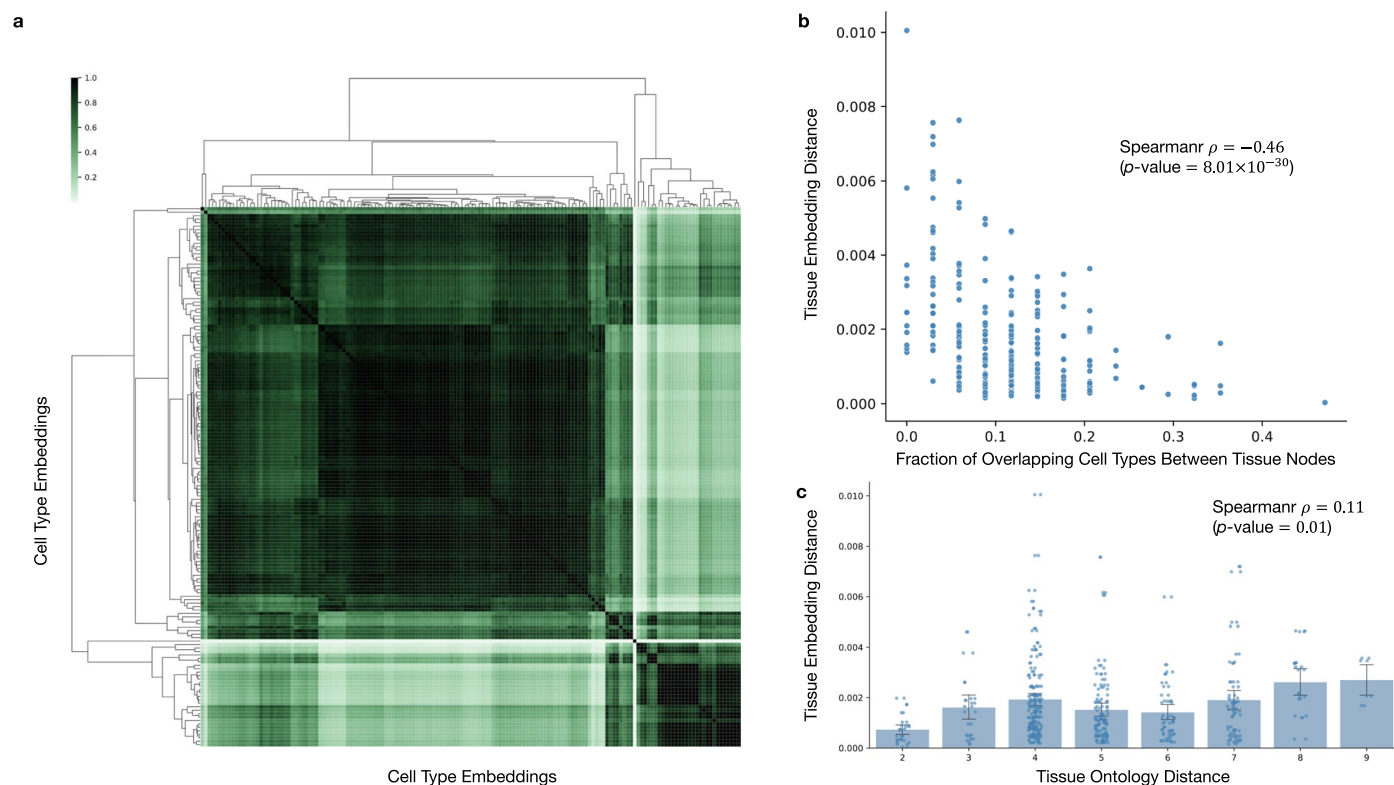 a
1.0
0.8
0.6
0.4
0.2
Cell Type Embeddings
Cell Type Embeddings
b
0.010
0.008
0.006
0.004
0.002
0.000
Tissue Embedding Distance
Spearmanr ρ = −0.46
(p-value = 8.01×10⁻³⁰)
0.0 0.1 0.2 0.3 0.4
Fraction of Overlapping Cell Types Between Tissue Nodes
c
0.010
0.008
0.006
0.004
0.002
0.000
Tissue Embedding Distance
Spearmanr ρ = 0.11
(p-value = 0.01)
2 3 4 5 6 7 8 9
Tissue Ontology Distance